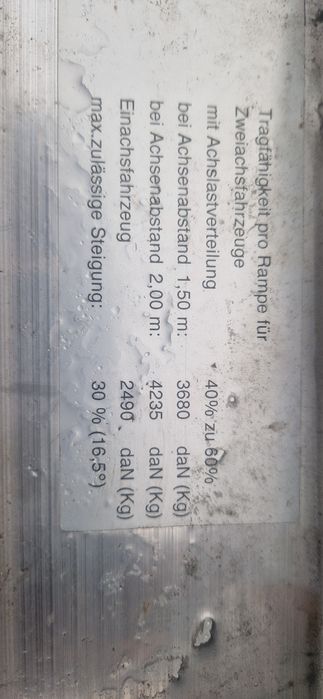 Tragfähigkeit pro Rampe für
Zweiachsfahrzeuge
mit Achslastverteilung 40% zu 60%
bei Achsenabstand 1,50 m: 3680 daN (Kg)
bei Achsenabstand 2,00 m: 4235 daN (Kg)
Einachsfahrzeug 2490 daN (Kg)
max.zulässige Steigung: 30 % (16,5°)